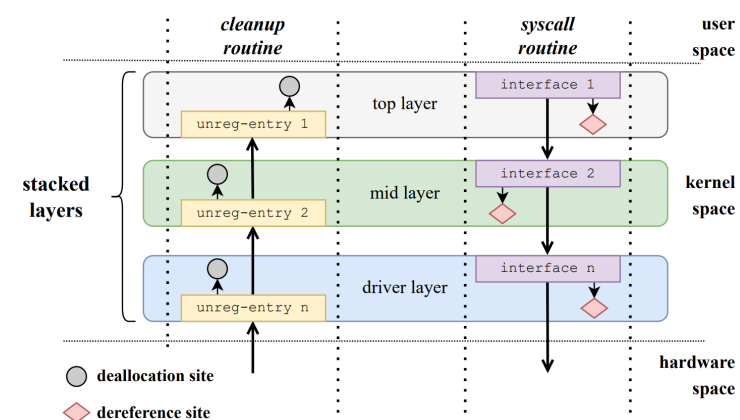 cleanup
routine
syscall
routine
user
space
interface 1
top layer
unreg-entry 1
stacked
layers
interface 2
mid layer
unreg-entry 2
kernel
space
interface n
driver layer
unreg-entry n
hardware
space
deallocation site
dereference site